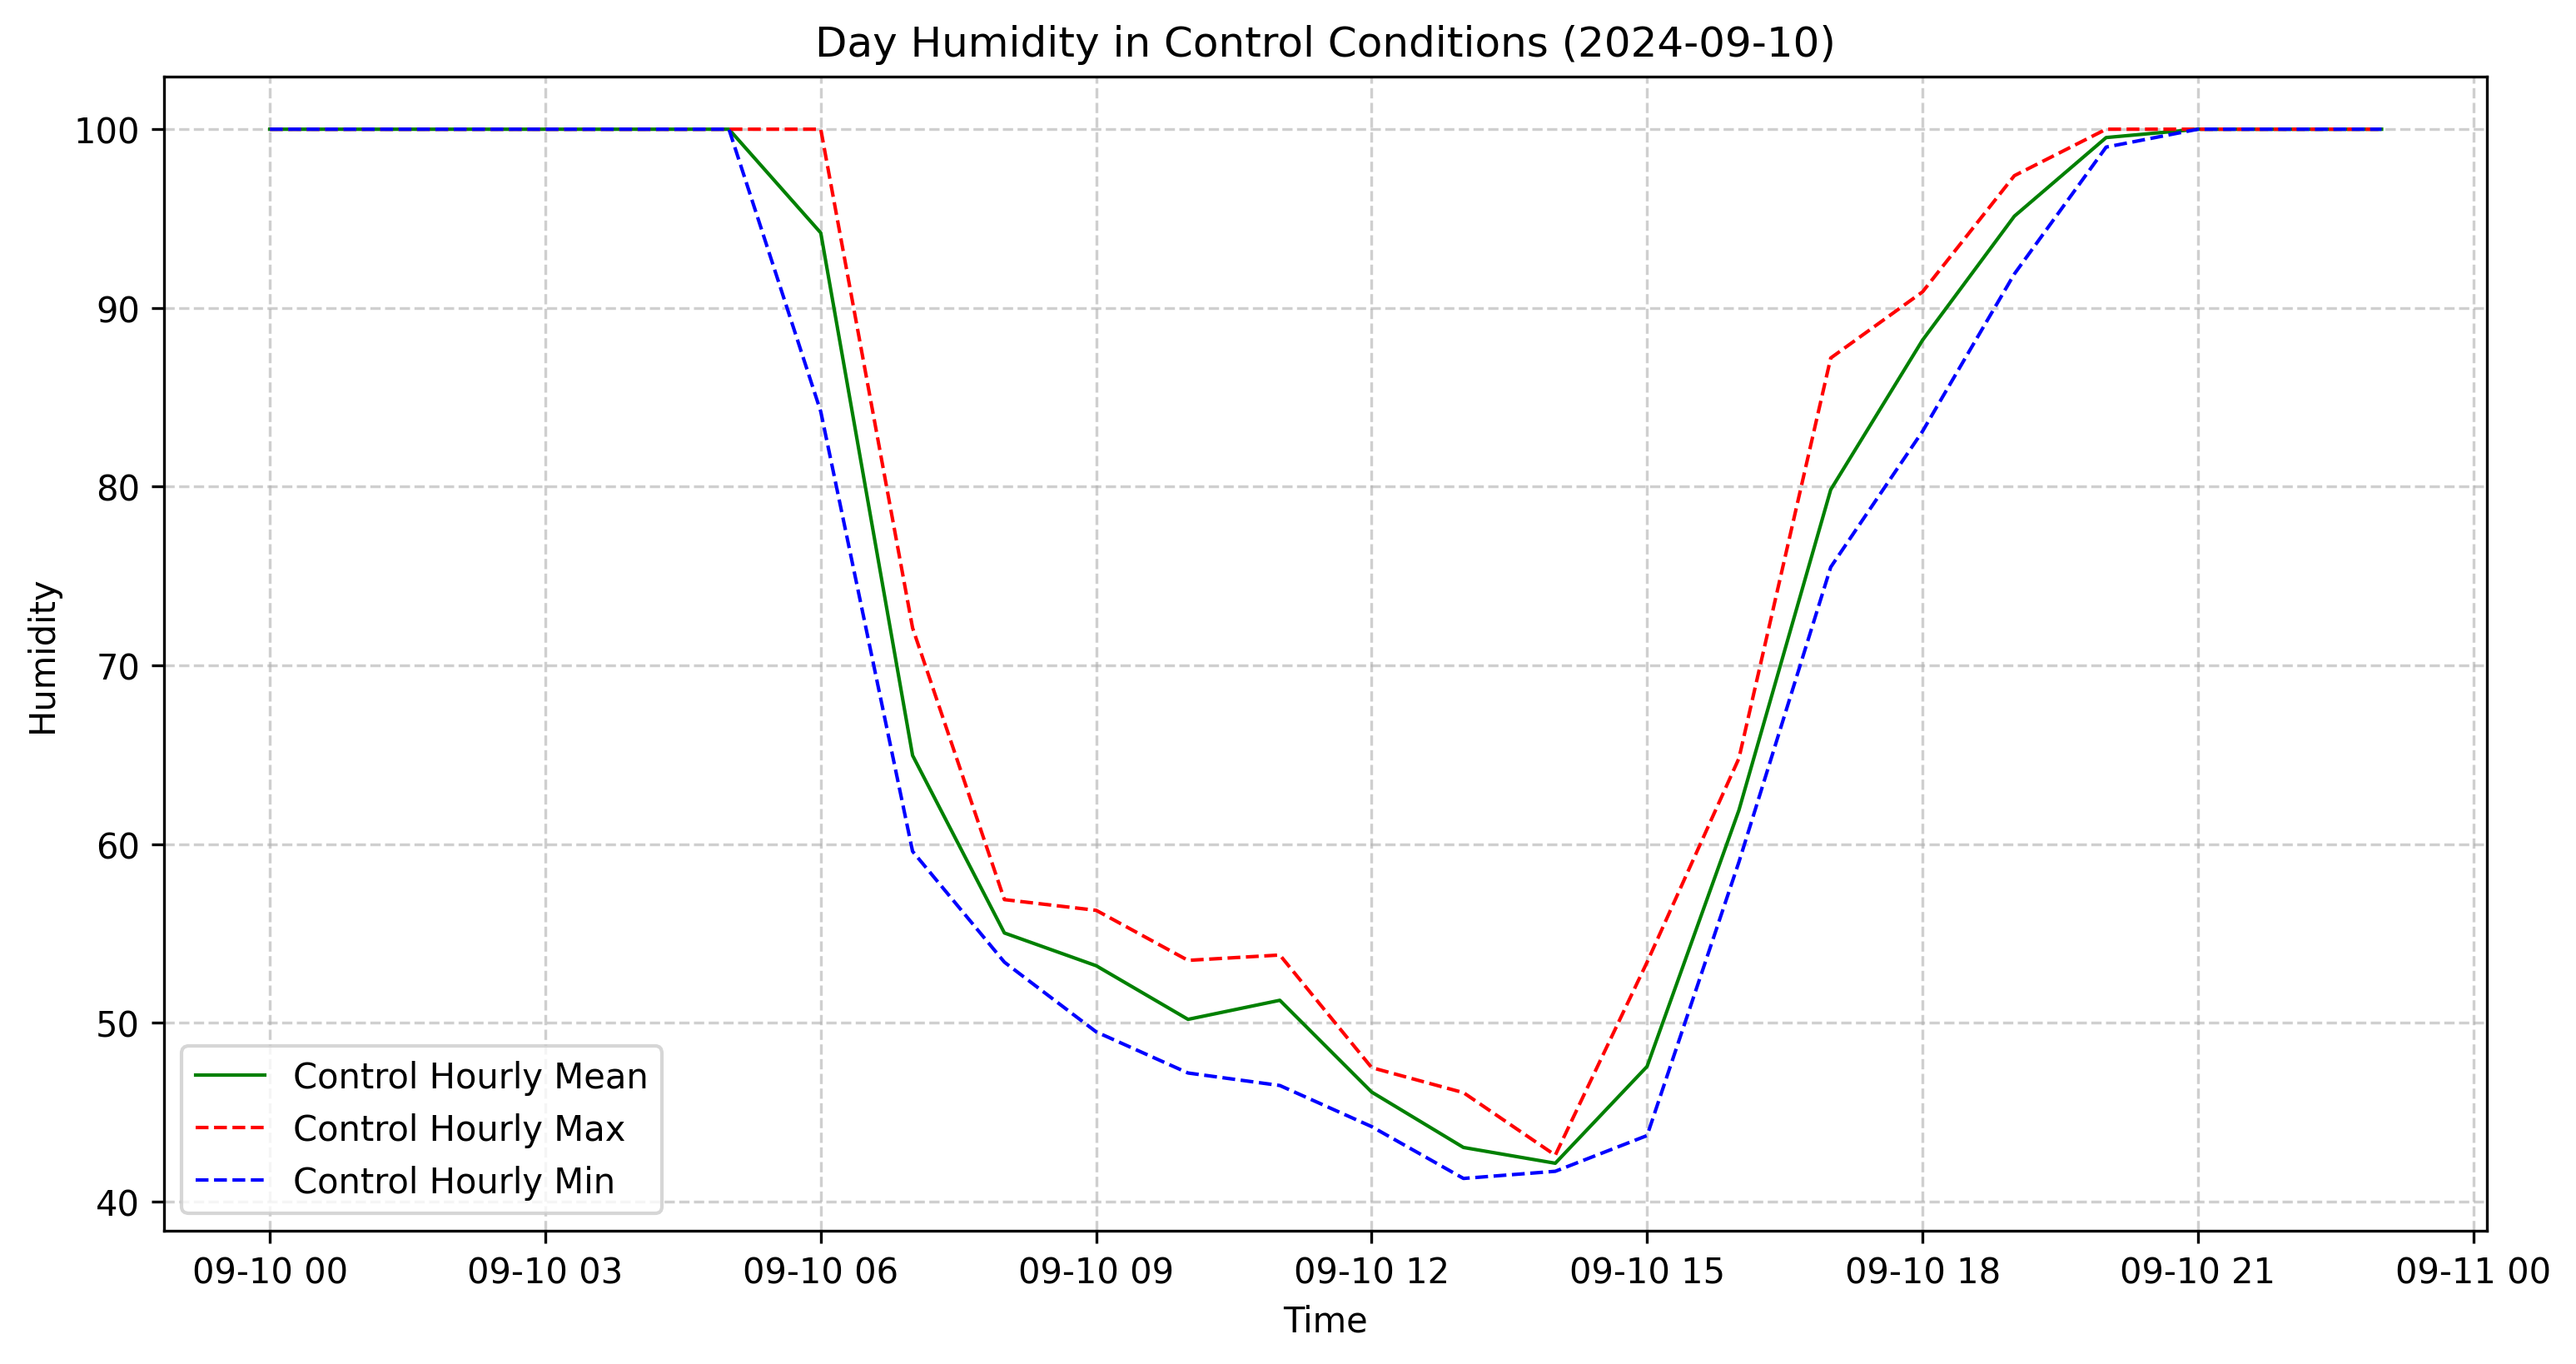 Day Humidity in Control Conditions (2024-09-10)
Humidity
100
90
80
70
60
50
40
Control Hourly Mean
Control Hourly Max
Control Hourly Min
09-10 00
09-10 03
09-10 06
09-10 09
09-10 12
09-10 15
09-10 18
09-10 21
09-11 00
Time